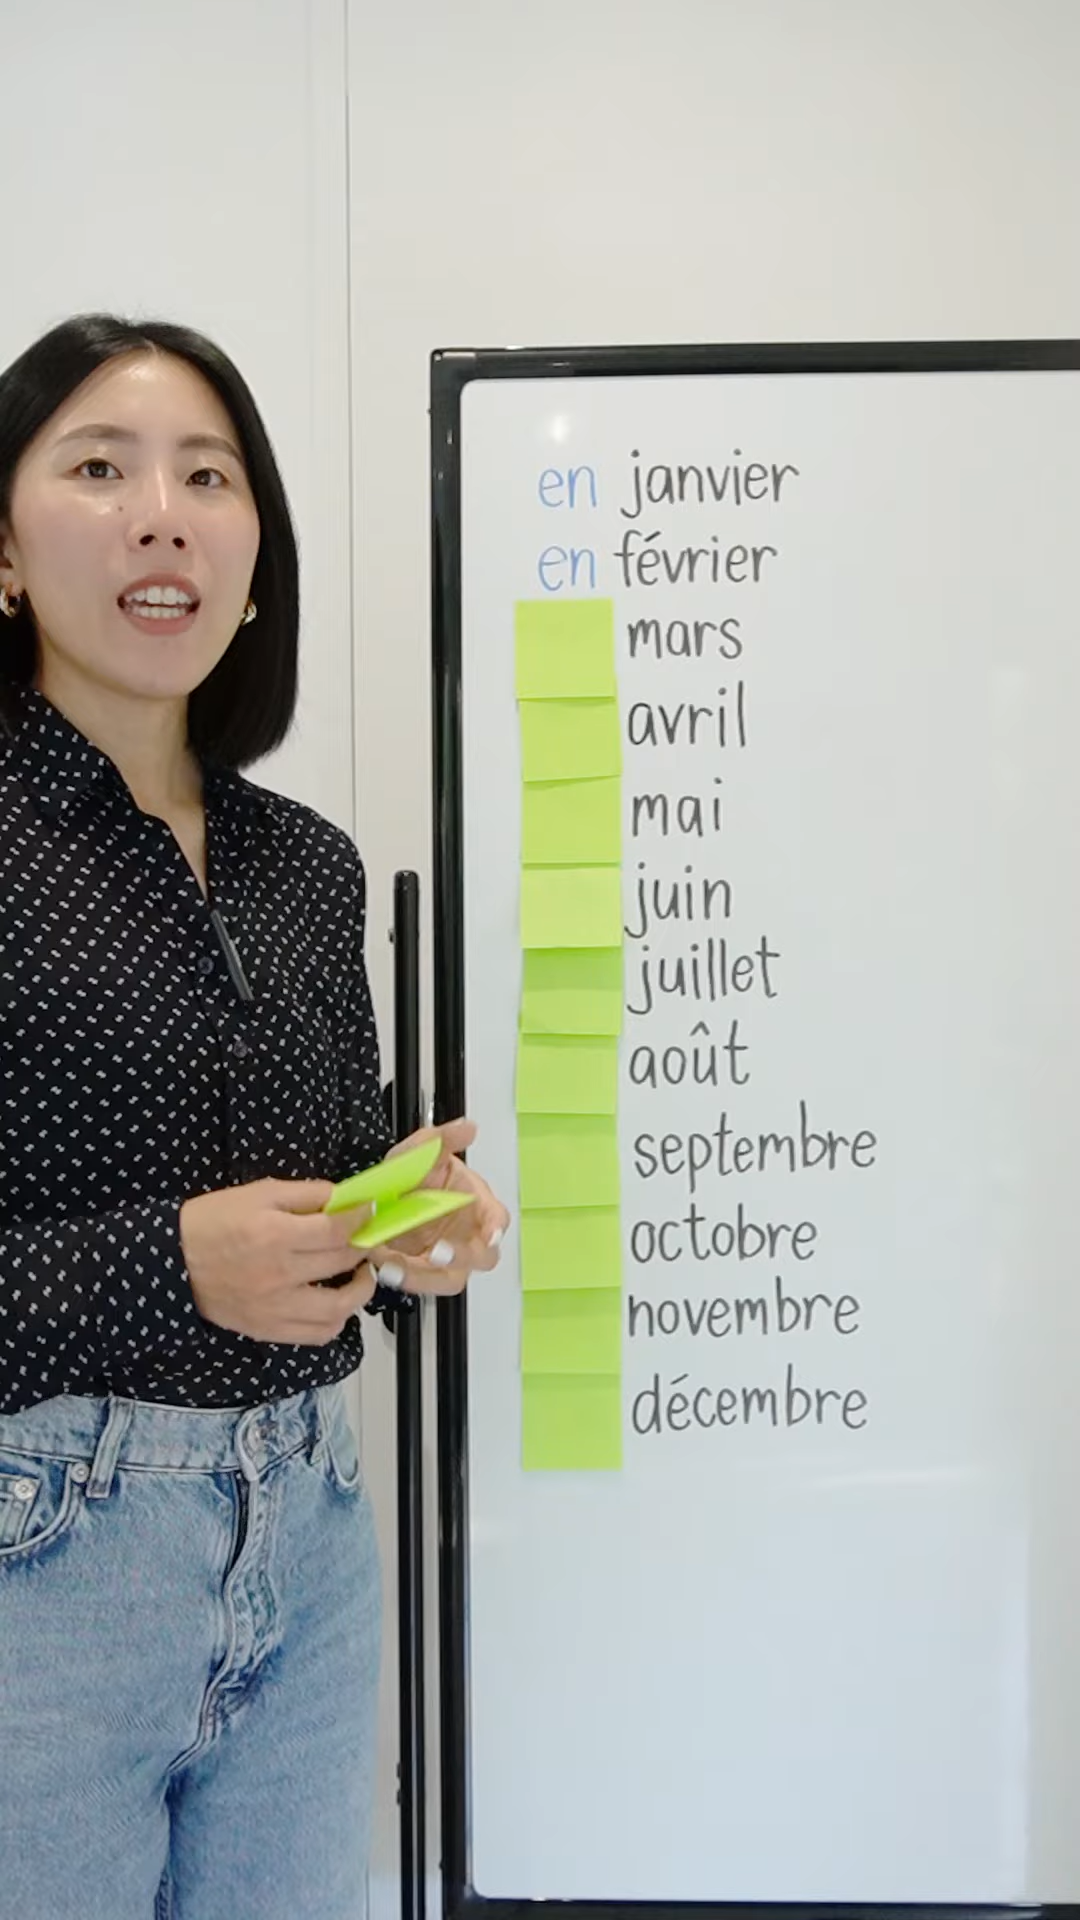 en janvier
en février
mars
avril
mai
juin
juillet
août
septembre
octobre
novembre
décembre